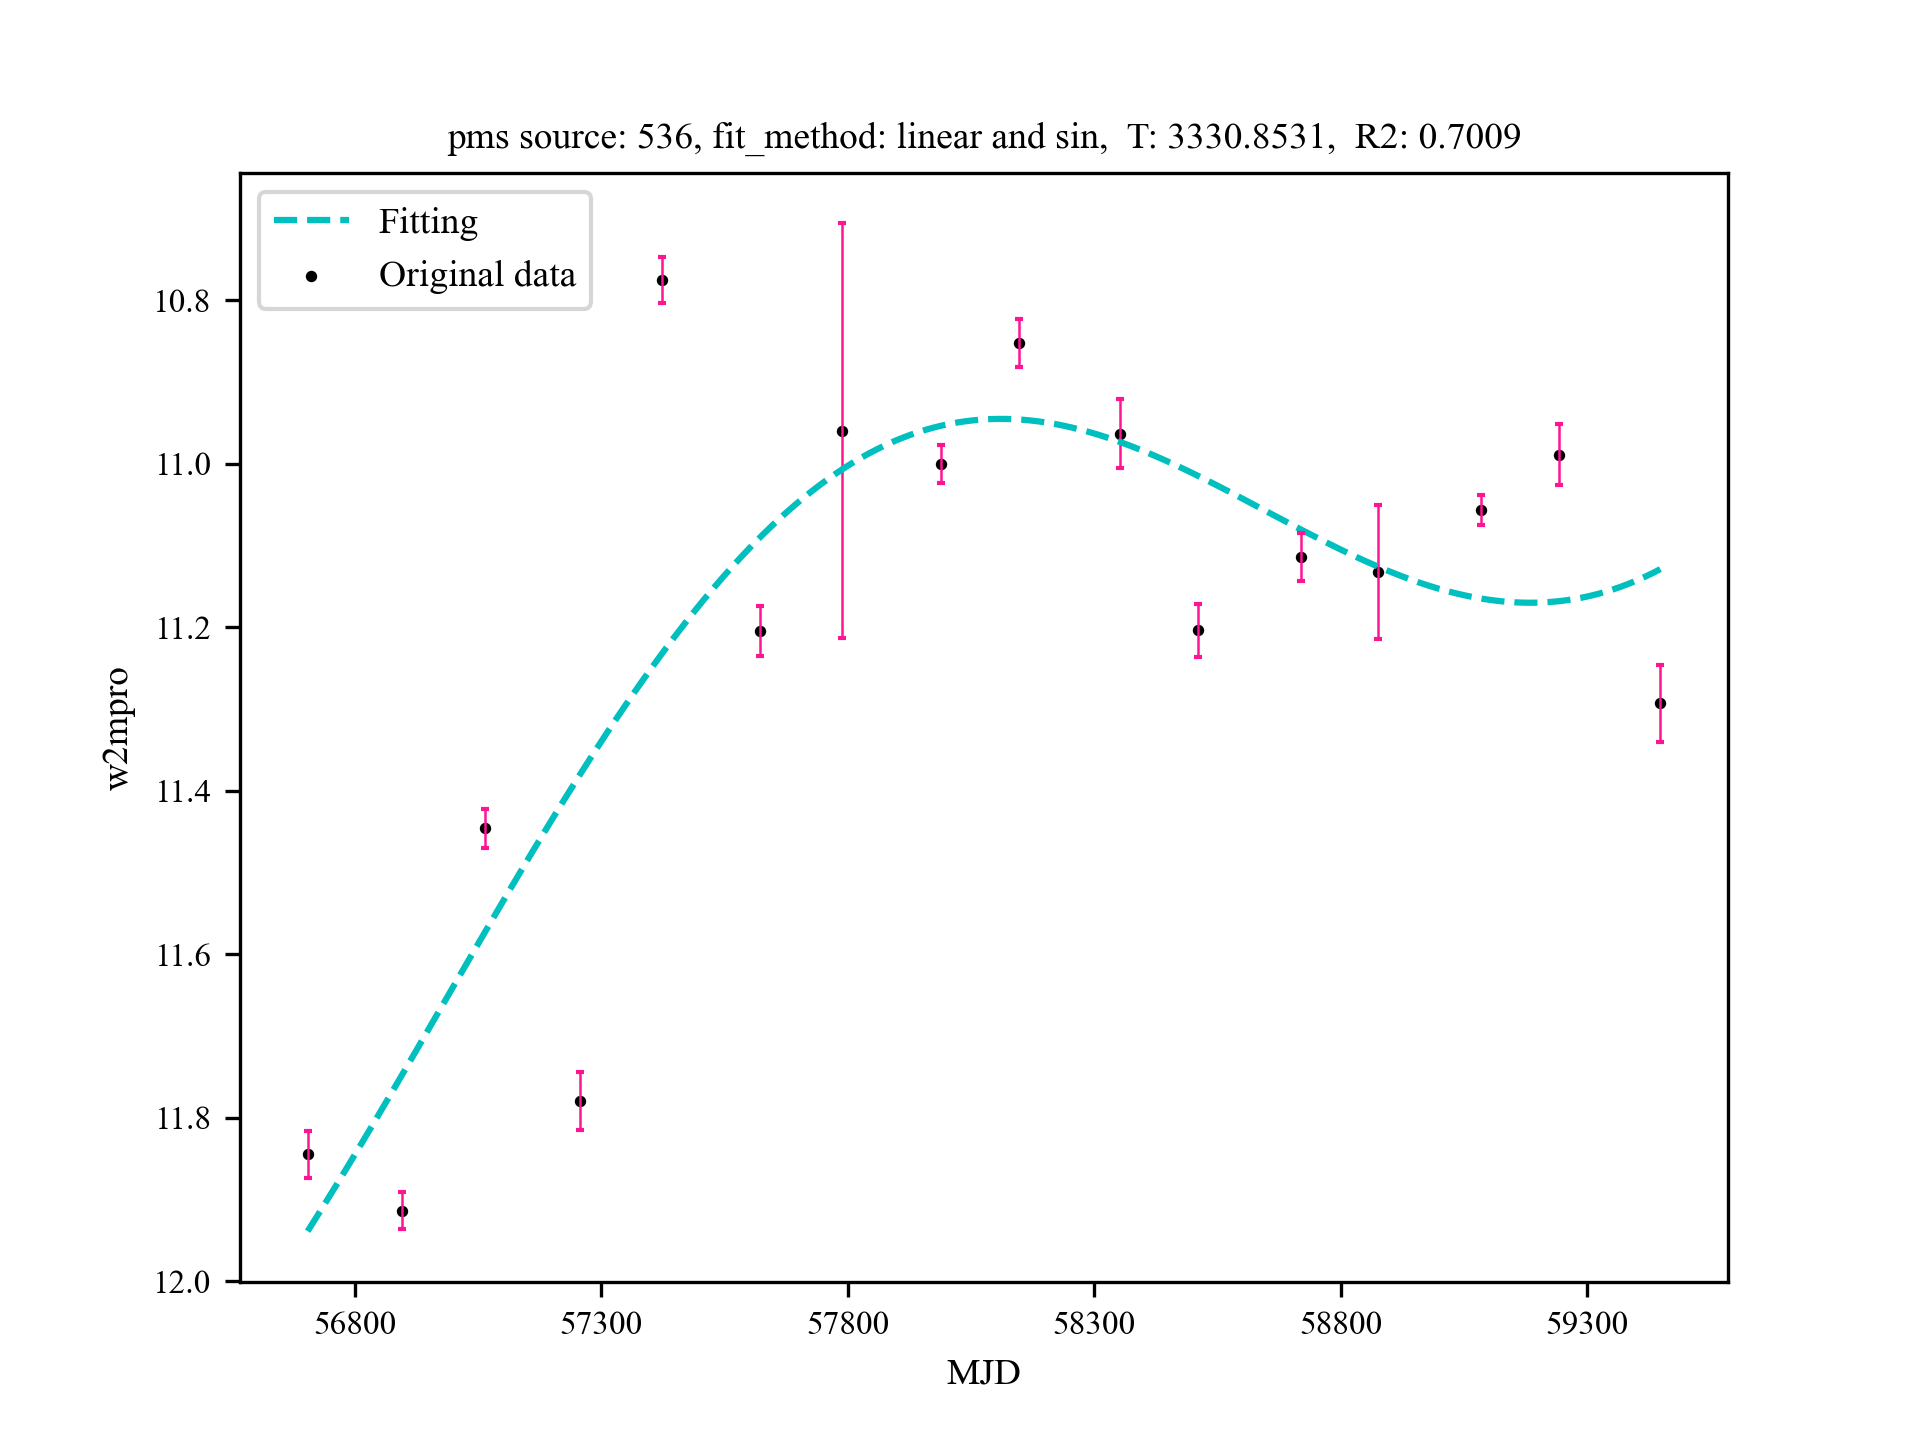 pms source: 536, fit_method: linear and sin, T: 3330.8531, R2: 0.7009
Fitting
Original data
10.8
11.0
11.2
11.4
11.6
11.8
12.0
w2mpro
56800 57300 57800 58300 58800 59300
MJD